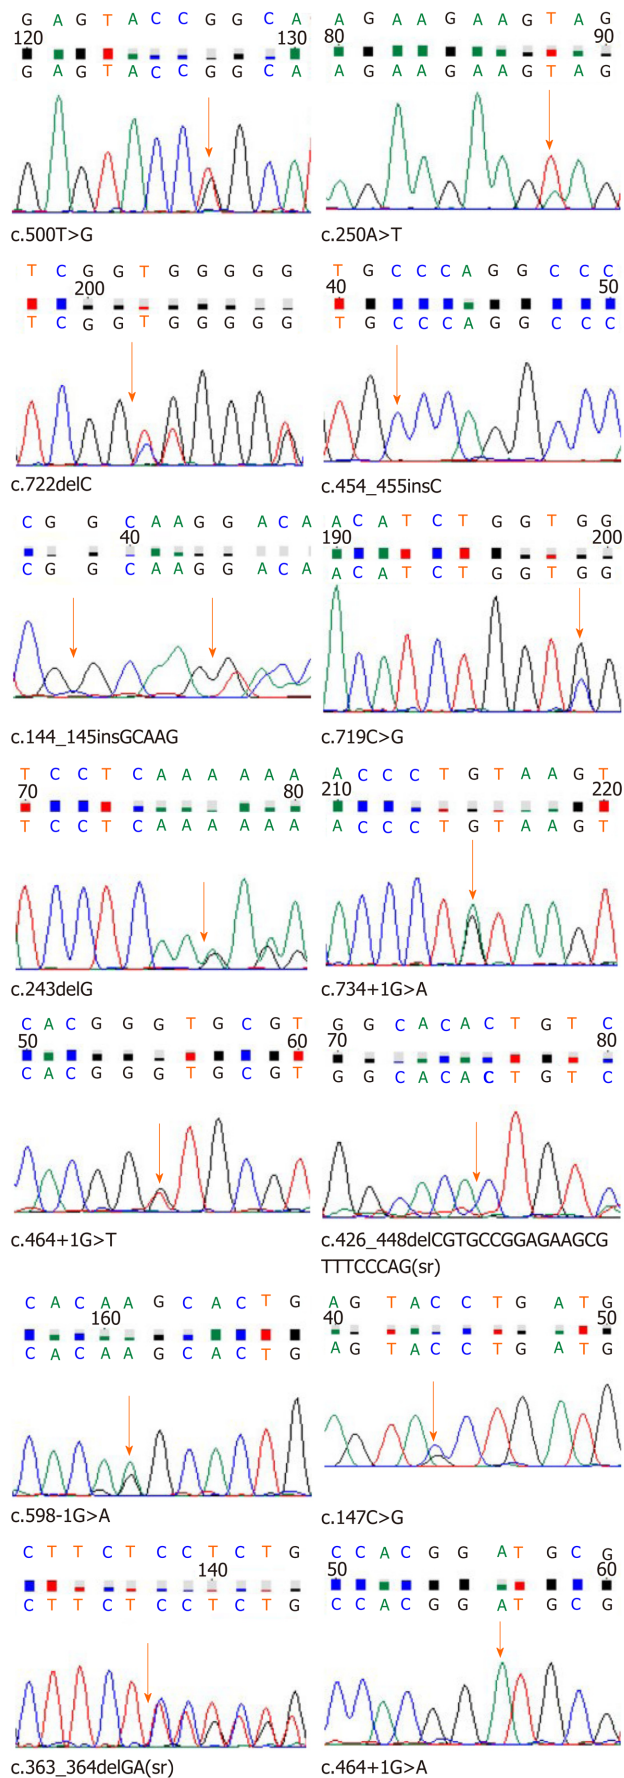 G A G T A C C G G C A
120 130
G A G T A C C G G C A
c.500T>G
A G A A G A A G T A G
80 90
A G A A G A A G T A G
c.250A>T
T C G G T G G G G G
200
T C G G T G G G G G
c.722delC
T G C C C A G G C C C
40 50
T G C C C A G G C C C
c.454_455insC
C G G C A A G G A C A
40
C G G C A A G G A C A
c.144_145insGCAAG
A C A T C T G G T G G
190 200
A C A T C T G G T G G
c.719C>G
T C C T C A A A A A A
70 80
T C C T C A A A A A A
c.243delG
A C C C T G T A A G T
210 220
A C C C T G T A A G T
c.734+1G>A
C A C G G G T G C G T
50 60
C A C G G G T G C G T
c.464+1G>T
G G C A C A C T G T C
70 80
G G C A C A C T G T C
c.426_448delCGTGCCGGAGAAGCG
TTTCCCAG(sr)
C A C A A G C A C T G
160
C A C A A G C A C T G
c.598-1G>A
A G T A C C T G A T G
40 50
A G T A C C T G A T G
c.147C>G
C T T C T C C T C T G
140
C T T C T C C T C T G
c.363_364delGA(sr)
C C A C G G A T G C G
50 60
C C A C G G A T G C G
c.464+1G>A